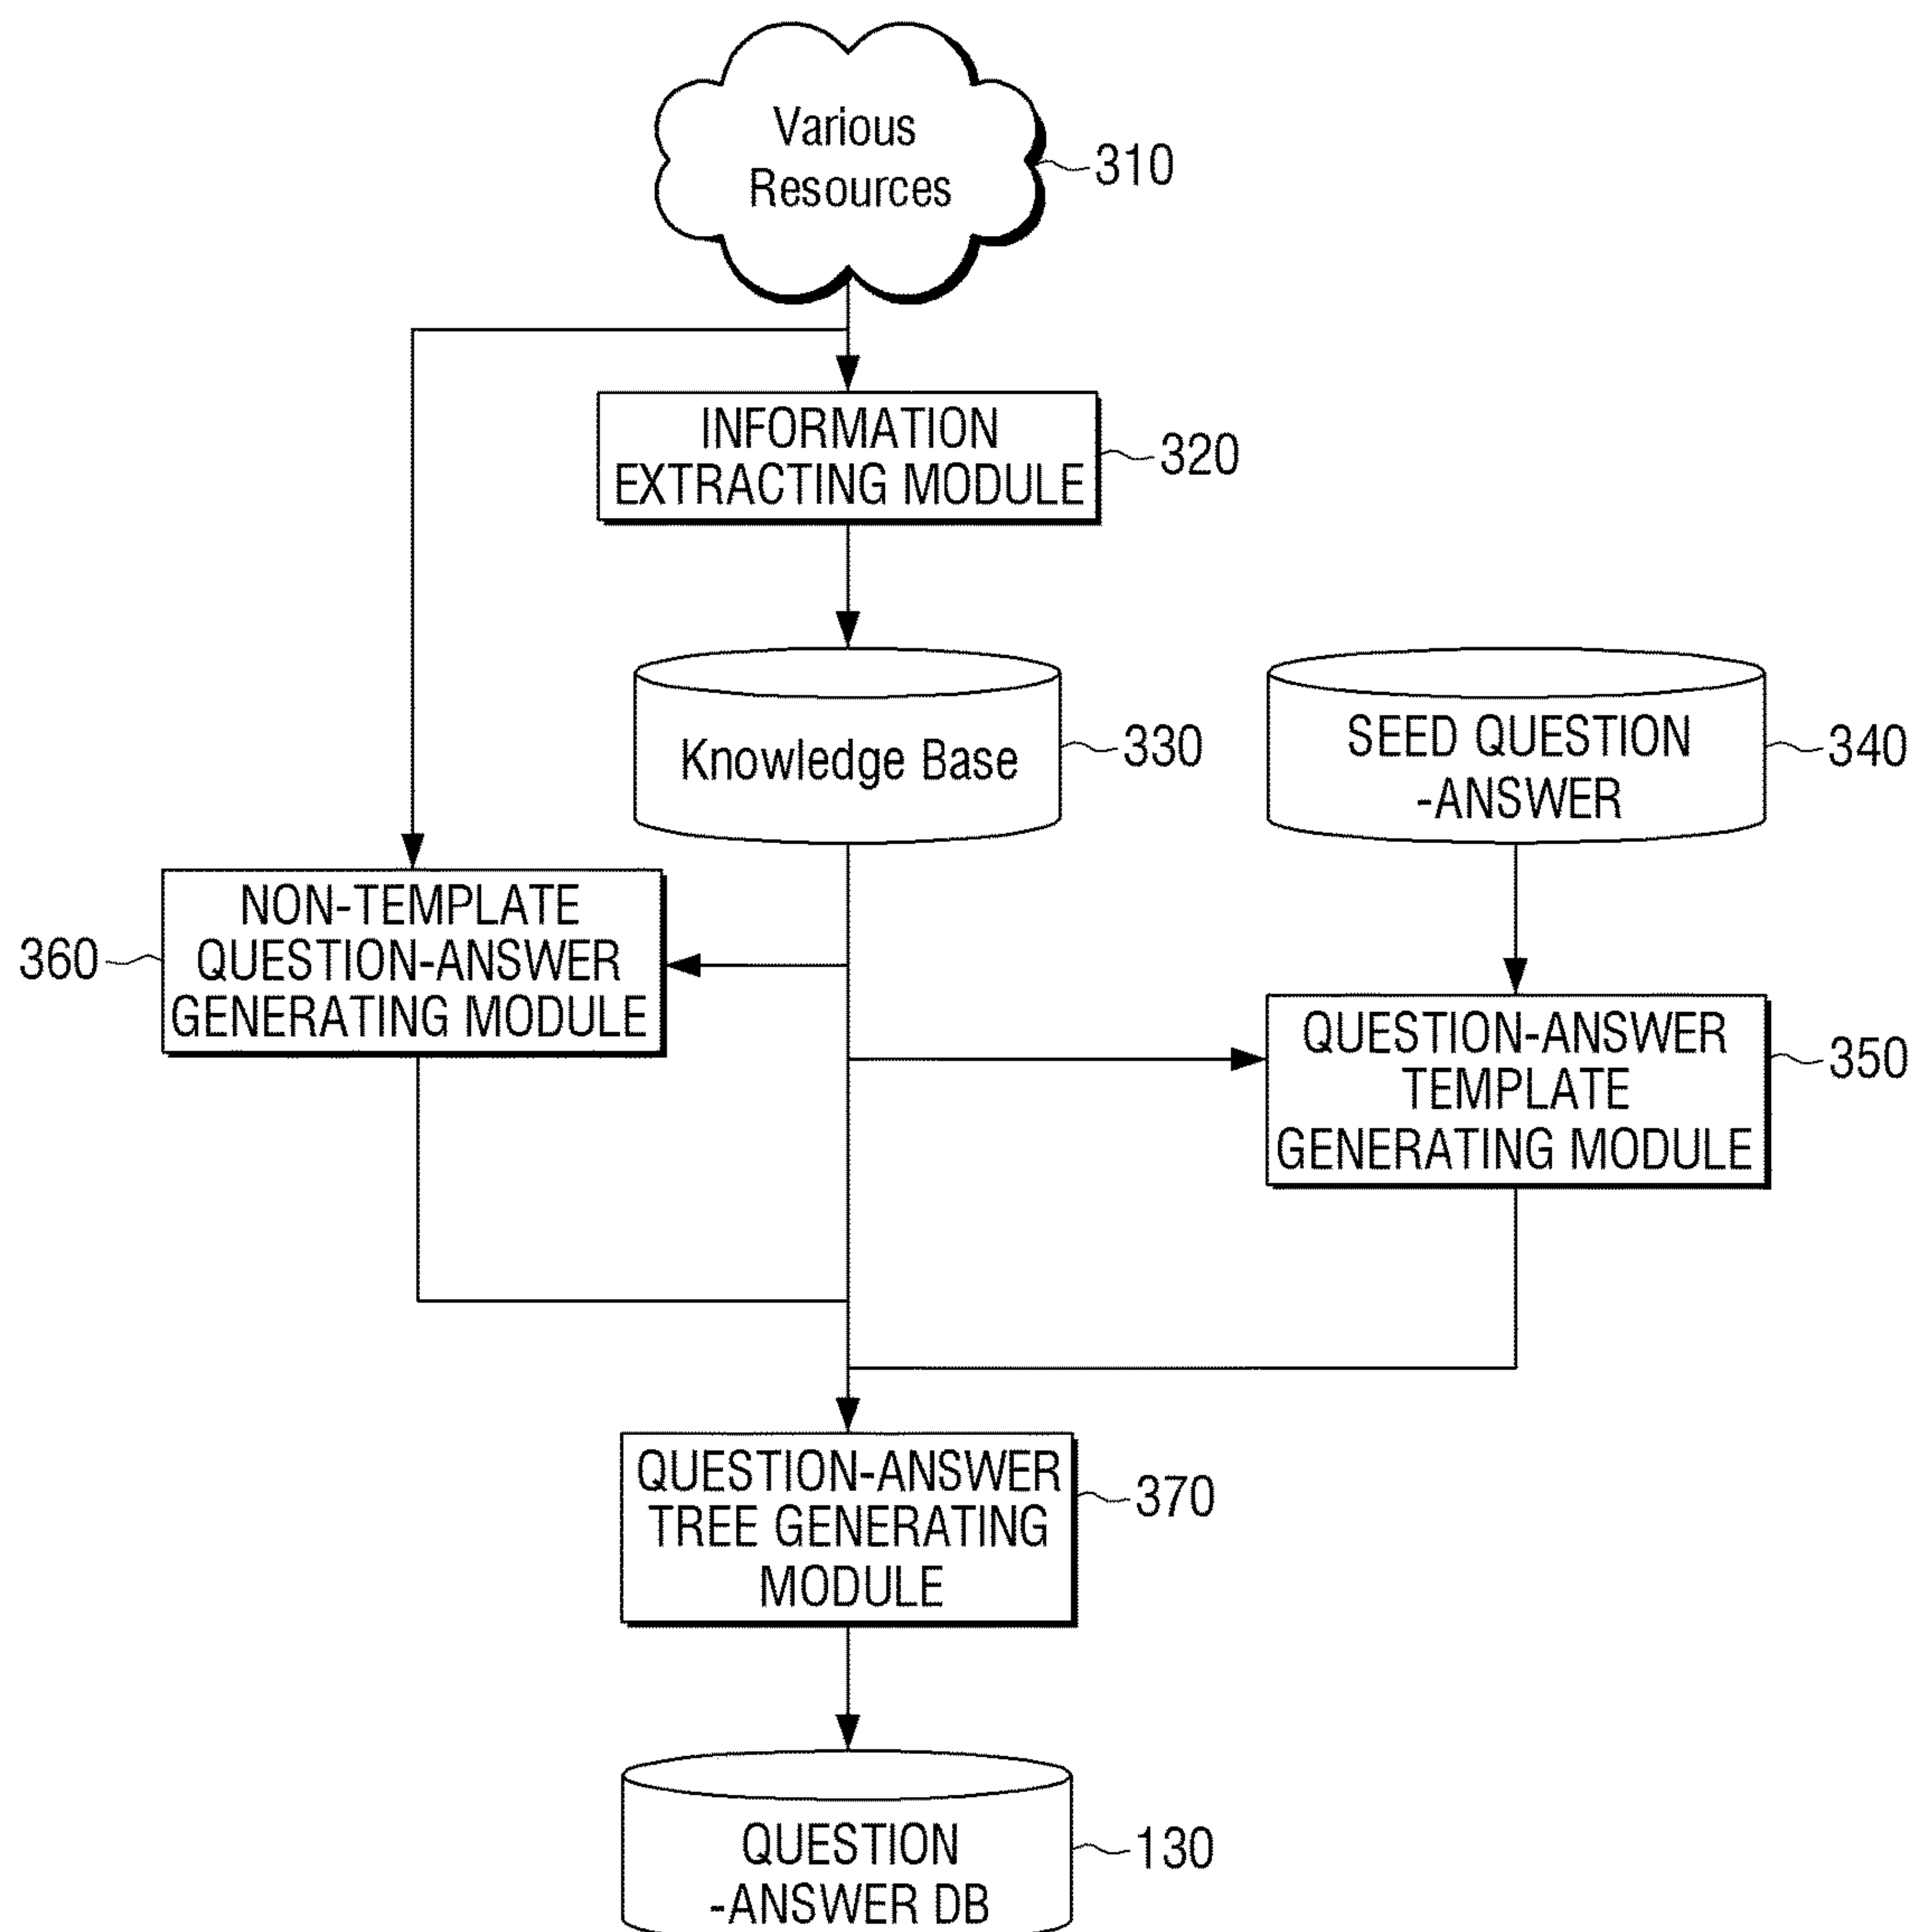 Various
Resources
310
INFORMATION
EXTRACTING MODULE
320
Knowledge Base
330
SEED QUESTION
-ANSWER
340
NON-TEMPLATE
QUESTION-ANSWER
GENERATING MODULE
360
QUESTION-ANSWER
TEMPLATE
GENERATING MODULE
350
QUESTION-ANSWER
TREE GENERATING
MODULE
370
QUESTION
-ANSWER DB
130